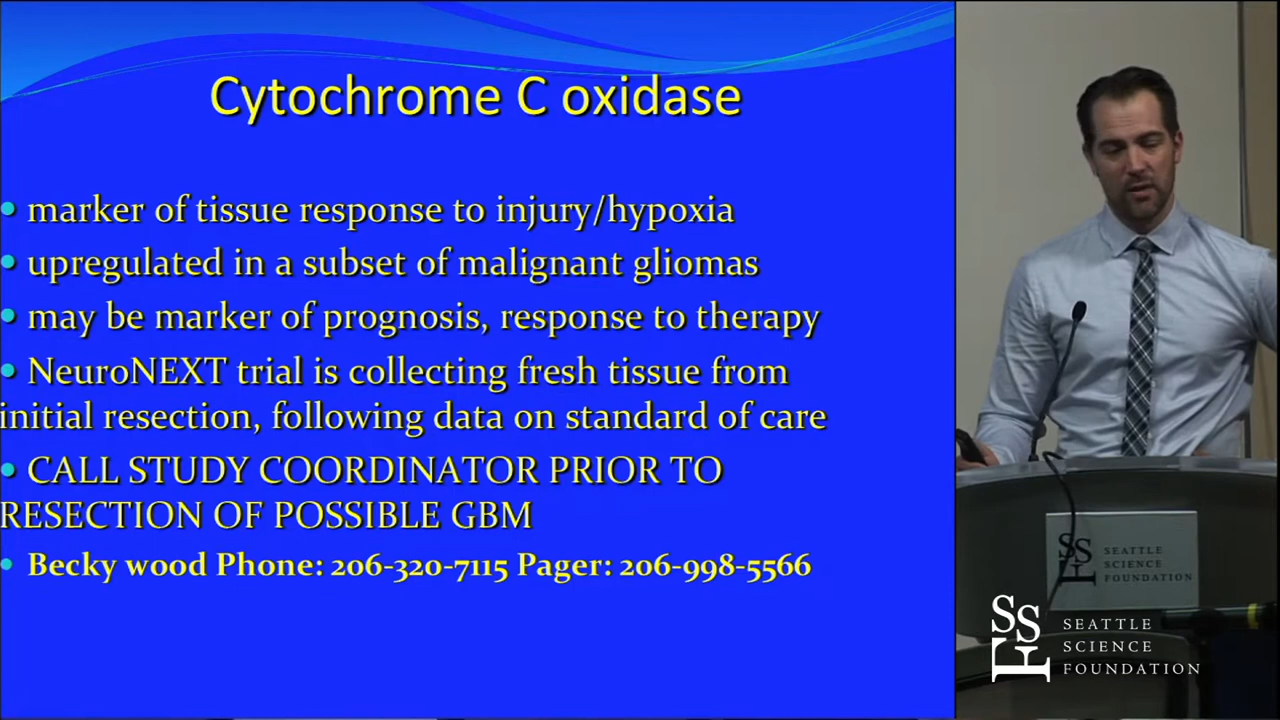 Cytochrome C oxidase
• marker of tissue response to injury/hypoxia
• upregulated in a subset of malignant gliomas
• may be marker of prognosis, response to therapy
• NeuroNEXT trial is collecting fresh tissue from
initial resection, following data on standard of care
• CALL STUDY COORDINATOR PRIOR TO
RESECTION OF POSSIBLE GBM
• Becky wood Phone: 206-320-7115 Pager: 206-998-5566
SSF
SEATTLE
SCIENCE
FOUNDATION
SSF
SEATTLE
SCIENCE
FOUNDATION